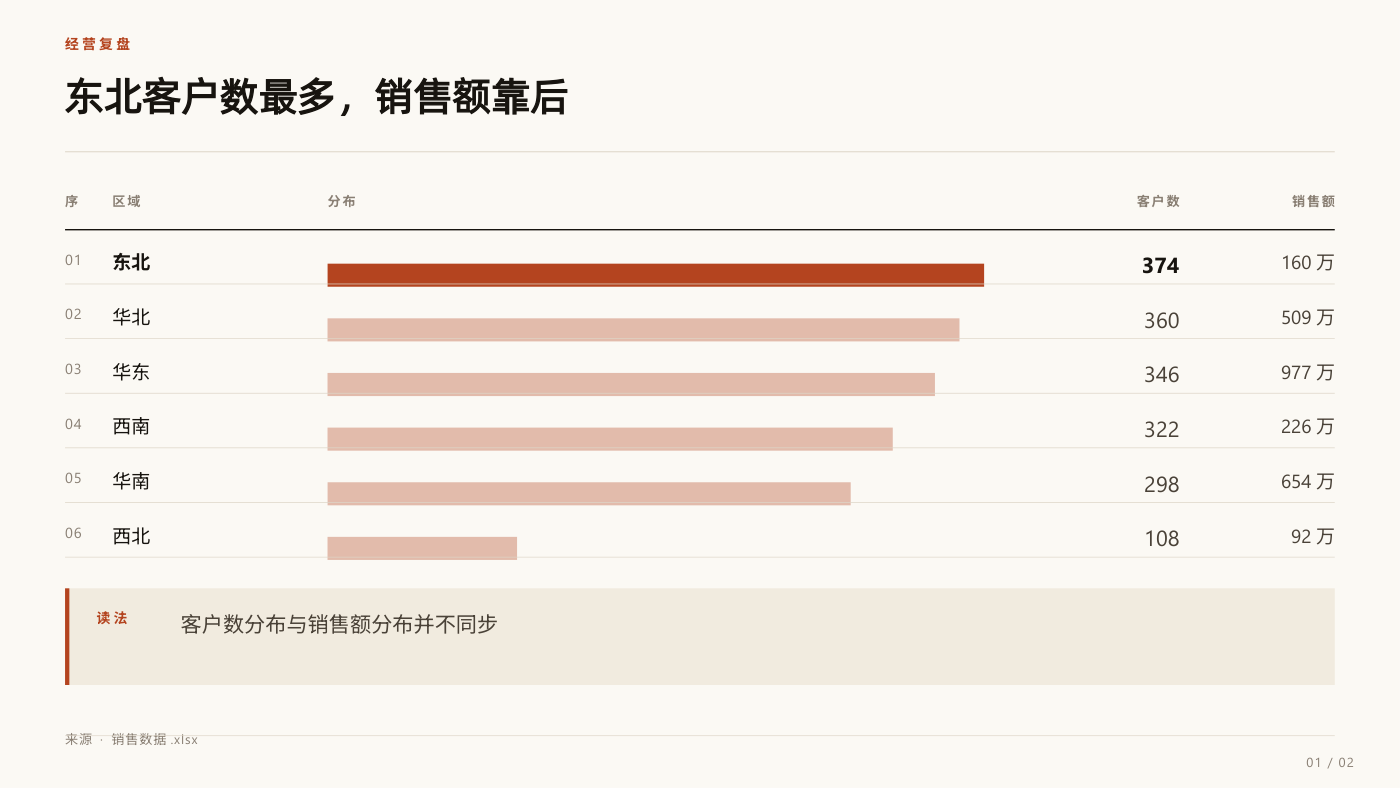 经营复盘
东北客户数最多，销售额靠后
序 区域 分布 客户数 销售额
01 东北 374 160 万
02 华北 360 509 万
03 华东 346 977 万
04 西南 322 226 万
05 华南 298 654 万
06 西北 108 92 万
读法 客户数分布与销售额分布并不同步
来源 · 销售数据.xlsx
01 / 02